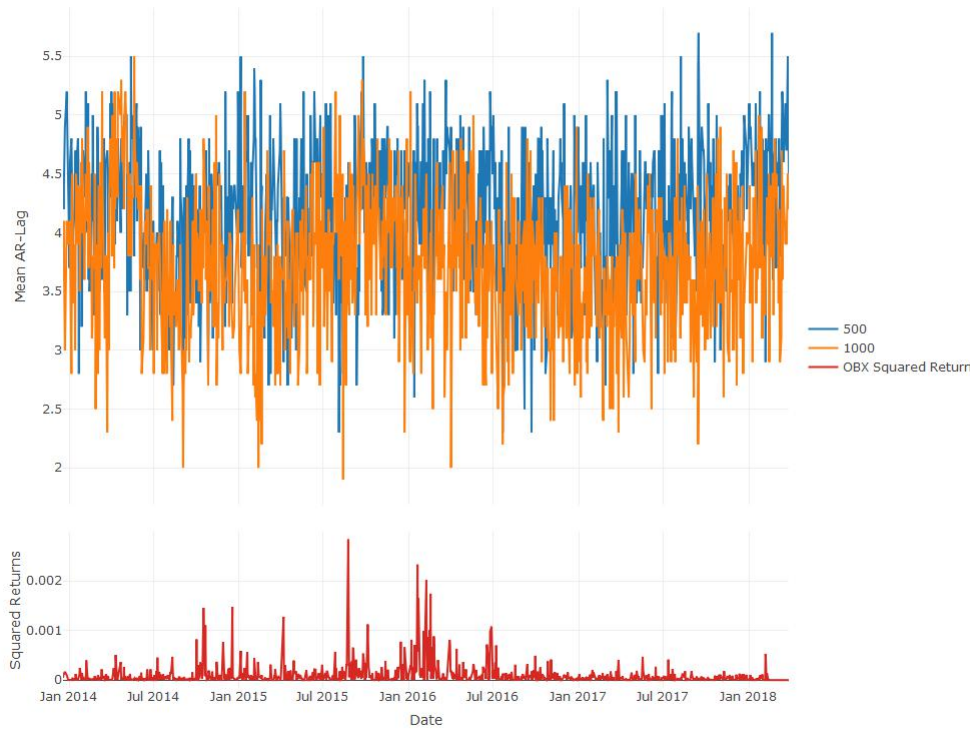 5.5
5
4.5
4
3.5
3
2.5
2
Mean AR-Lag
500
1000
OBX Squared Return
0.002
0.001
0
Squared Returns
Jan 2014 Jul 2014 Jan 2015 Jul 2015 Jan 2016 Jul 2016 Jan 2017 Jul 2017 Jan 2018
Date